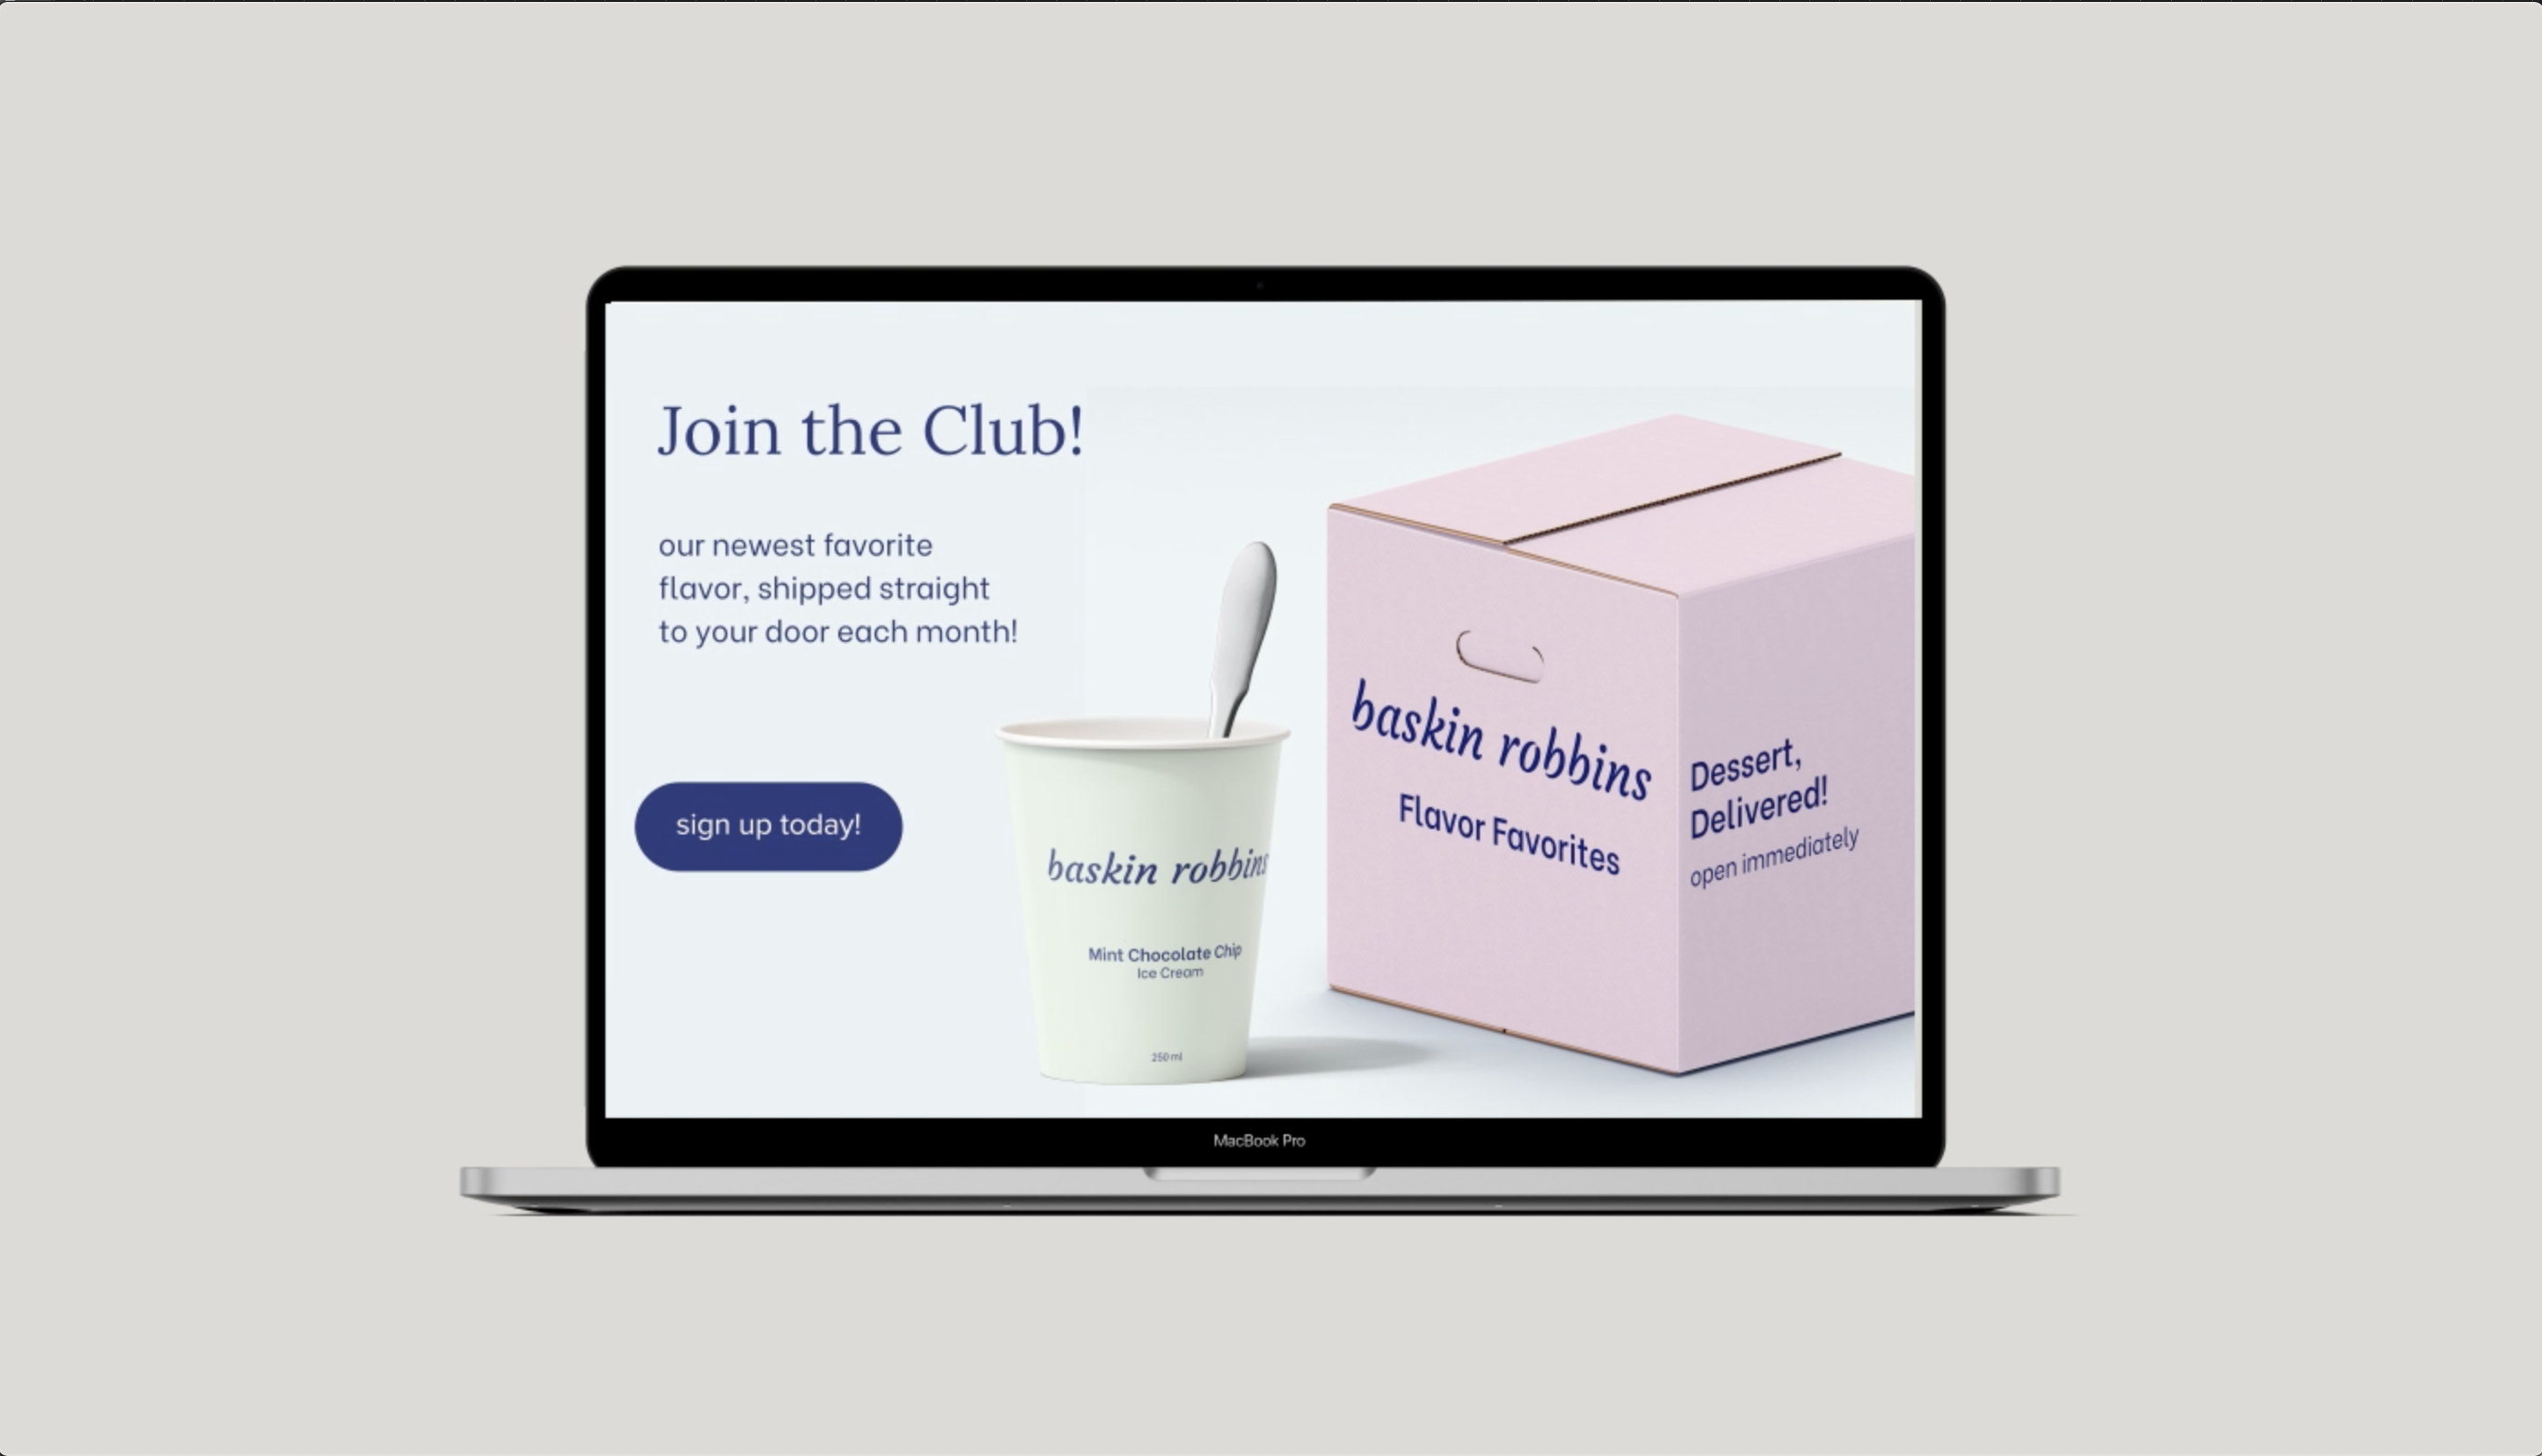 Join the Club!
our newest favorite
flavor, shipped straight
to your door each month!
sign up today!
baskin robbins
Mint Chocolate Chip
Ice Cream
250 ml
baskin robbins
Flavor Favorites
Dessert,
Delivered!
open immediately
MacBook Pro